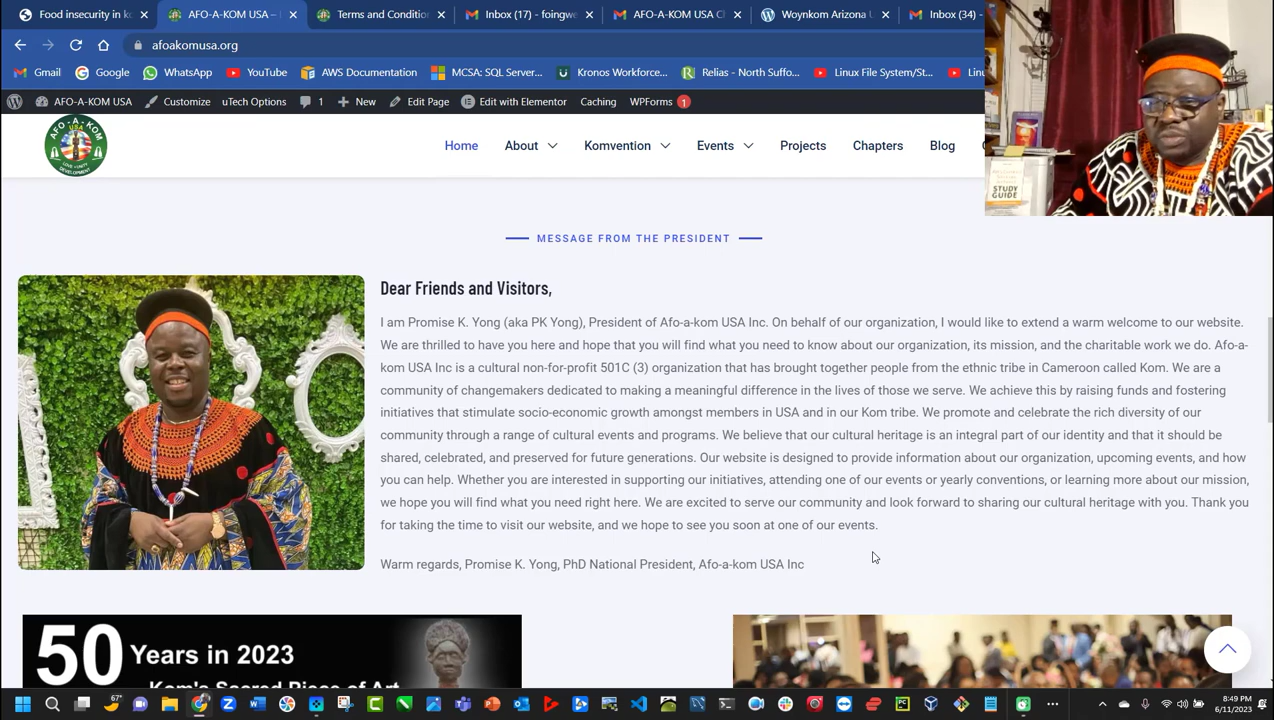 Food insecurity in k
AFO-A-KOM USA –
Terms and Condition
Inbox (17) - foingwe
AFO-A-KOM USA C
Woynkom Arizona U
Inbox (34) -
afoakomusa.org
Gmail
Google
WhatsApp
YouTube
AWS Documentation
MCSA: SQL Server...
Kronos Workforce...
Relias - North Suffo...
Linux File System/St...
Linu
AFO-A-KOM USA
Customize
uTech Options
1
New
Edit Page
Edit with Elementor
Caching
WPForms
1
AFO-A-KOM
USA
Home
About
Komvention
Events
Projects
Chapters
Blog
STUDY
GUIDE
MESSAGE FROM THE PRESIDENT
Dear Friends and Visitors,
I am Promise K. Yong (aka PK Yong), President of Afo-a-kom USA Inc. On behalf of our organization, I would like to extend a warm welcome to our website.
We are thrilled to have you here and hope that you will find what you need to know about our organization, its mission, and the charitable work we do. Afo-a-
kom USA Inc is a cultural non-for-profit 501C (3) organization that has brought together people from the ethnic tribe in Cameroon called Kom. We are a
community of changemakers dedicated to making a meaningful difference in the lives of those we serve. We achieve this by raising funds and fostering
initiatives that stimulate socio-economic growth amongst members in USA and in our Kom tribe. We promote and celebrate the rich diversity of our
community through a range of cultural events and programs. We believe that our cultural heritage is an integral part of our identity and that it should be
shared, celebrated, and preserved for future generations. Our website is designed to provide information about our organization, upcoming events, and how
you can help. Whether you are interested in supporting our initiatives, attending one of our events or yearly conventions, or learning more about our mission,
we hope you will find what you need right here. We are excited to serve our community and look forward to sharing our cultural heritage with you. Thank you
for taking the time to visit our website, and we hope to see you soon at one of our events.
Warm regards, Promise K. Yong, PhD National President, Afo-a-kom USA Inc
50 Years in 2023
Kom's Sacred Piece of Art
67°
8:49 PM
6/11/2023